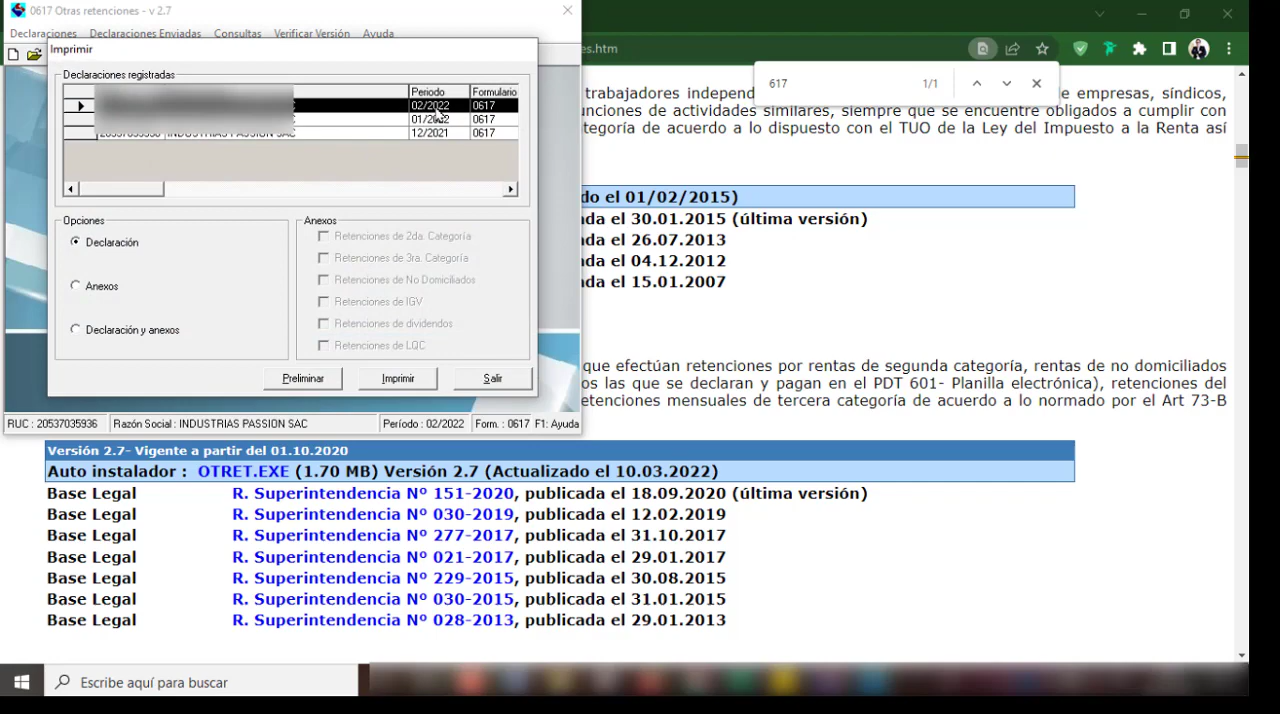 0617 Otras retenciones - v 2.7
Declaraciones Declaraciones Enviadas Consultas Verificar Versión Ayuda
Imprimir
Declaraciones registradas
Periodo Formulario
02/2022 0617
01/2022 0617
20537035936 INDUSTRIAS PASSION SAC 12/2021 0617
Opciones
Declaración
Anexos
Declaración y anexos
Anexos
Retenciones de 2da. Categoría
Retenciones de 3ra. Categoría
Retenciones de No Domiciliados
Retenciones de IGV
Retenciones de dividendos
Retenciones de LQC
Preliminar Imprimir Salir
RUC : 20537035936 Razón Social : INDUSTRIAS PASSION SAC Período : 02/2022 Form. : 0617 F1: Ayuda
es.htm
617 1/1
trabajadores independ e empresas, síndicos,
unciones de actividades similares, siempre que se encuentre obligados a cumplir con
tegoría de acuerdo a lo dispuesto con el TUO de la Ley del Impuesto a la Renta así
do el 01/02/2015)
ada el 30.01.2015 (última versión)
ada el 26.07.2013
ada el 04.12.2012
ada el 15.01.2007
que efectúan retenciones por rentas de segunda categoría, rentas de no domiciliados
os las que se declaran y pagan en el PDT 601- Planilla electrónica), retenciones del
etenciones mensuales de tercera categoría de acuerdo a lo normado por el Art 73-B
Versión 2.7- Vigente a partir del 01.10.2020
Auto instalador : OTRET.EXE (1.70 MB) Versión 2.7 (Actualizado el 10.03.2022)
Base Legal R. Superintendencia Nº 151-2020, publicada el 18.09.2020 (última versión)
Base Legal R. Superintendencia Nº 030-2019, publicada el 12.02.2019
Base Legal R. Superintendencia Nº 277-2017, publicada el 31.10.2017
Base Legal R. Superintendencia Nº 021-2017, publicada el 29.01.2017
Base Legal R. Superintendencia Nº 229-2015, publicada el 30.08.2015
Base Legal R. Superintendencia Nº 030-2015, publicada el 31.01.2015
Base Legal R. Superintendencia Nº 028-2013, publicada el 29.01.2013
Escribe aquí para buscar